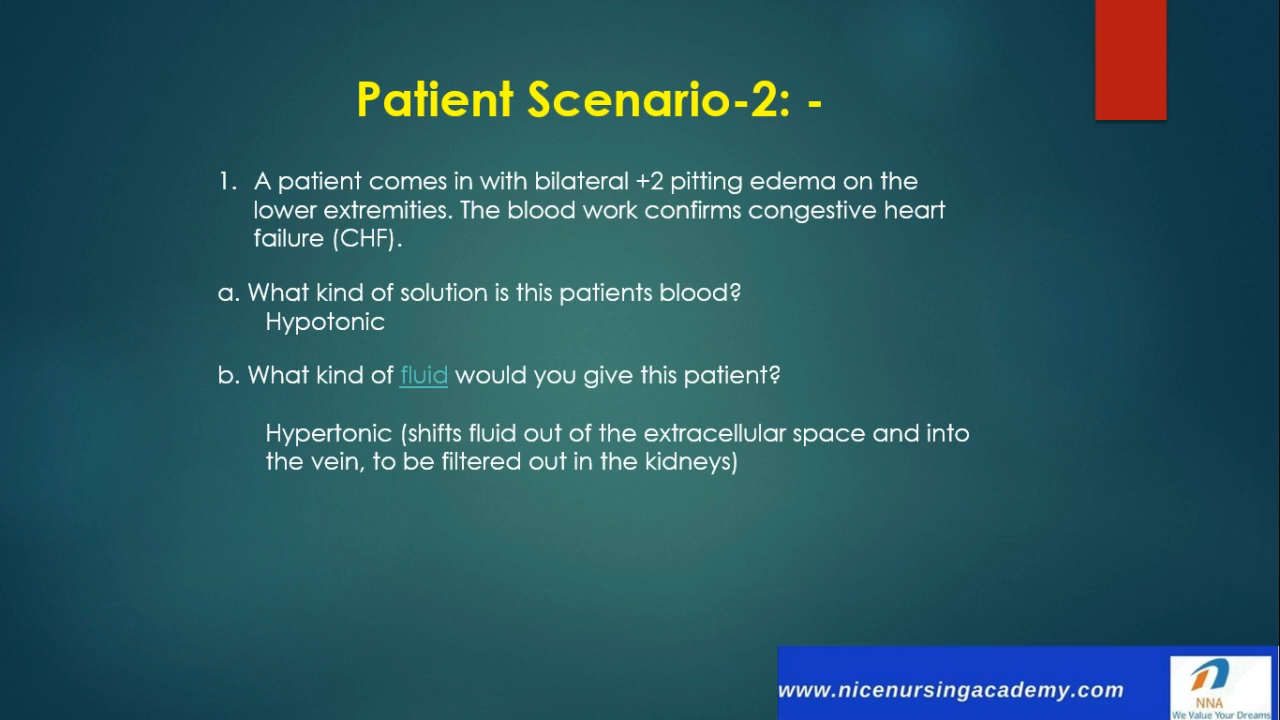 Patient Scenario-2: -
1. A patient comes in with bilateral +2 pitting edema on the
lower extremities. The blood work confirms congestive heart
failure (CHF).
a. What kind of solution is this patients blood?
Hypotonic
b. What kind of fluid would you give this patient?
Hypertonic (shifts fluid out of the extracellular space and into
the vein, to be filtered out in the kidneys)
www.nicenursingacademy.com
NNA
We Value Your Dreams